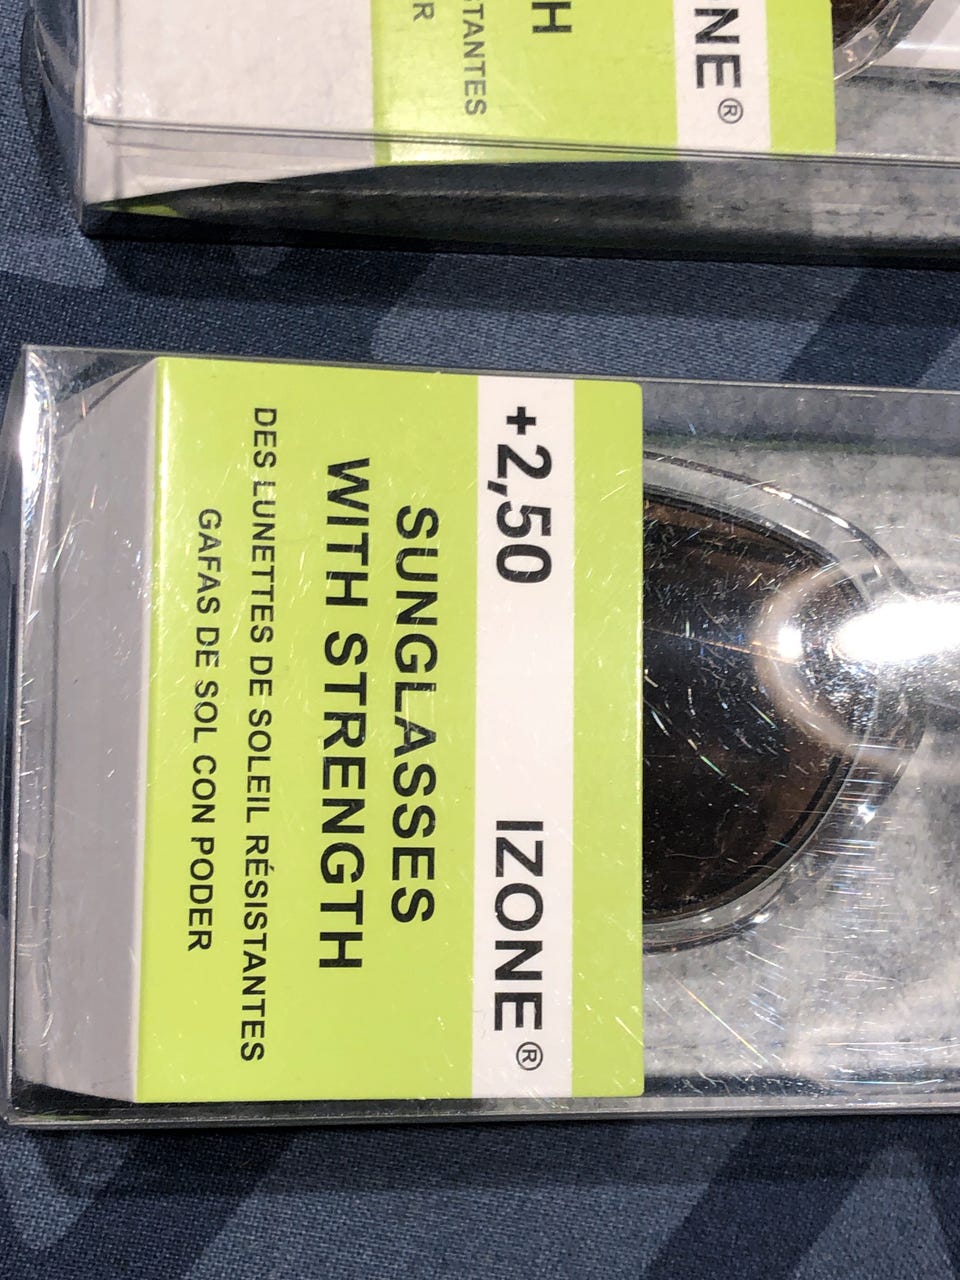 +2,50 IZONE®
SUNGLASSES
WITH STRENGTH
DES LUNETTES DE SOLEIL RÉSISTANTES
GAFAS DE SOL CON PODER
NE®
H
TANTES
R